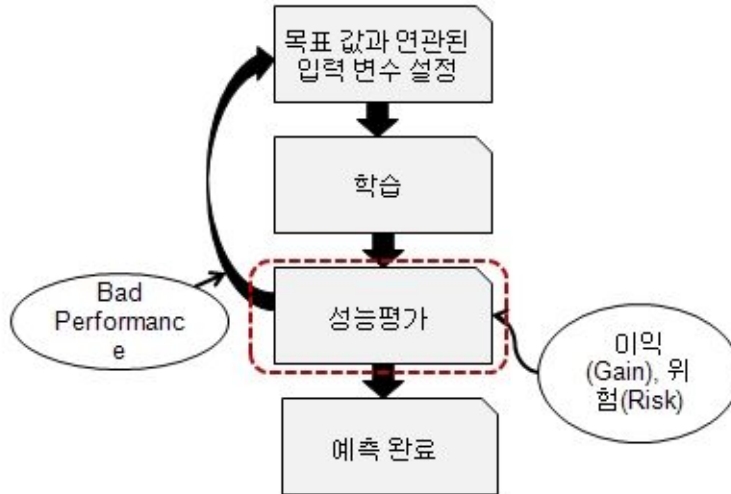 목표 값과 연관된
입력 변수 설정
학습
Bad
Performanc
e
성능평가
이익
(Gain), 위
험(Risk)
예측 완료